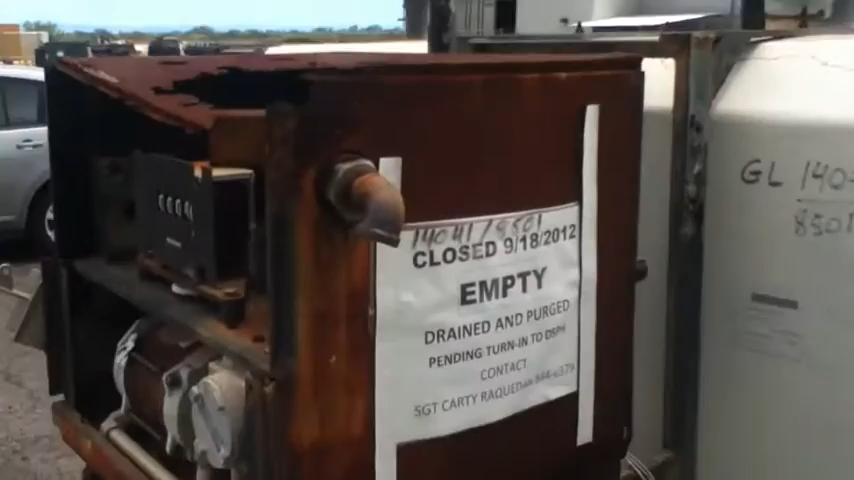 14041/8501
CLOSED 9/18/2012
EMPTY
DRAINED AND PURGED
PENDING TURN-IN TO DSPH
CONTACT
SGT CARTY RAQUEDan
GL 140
8501